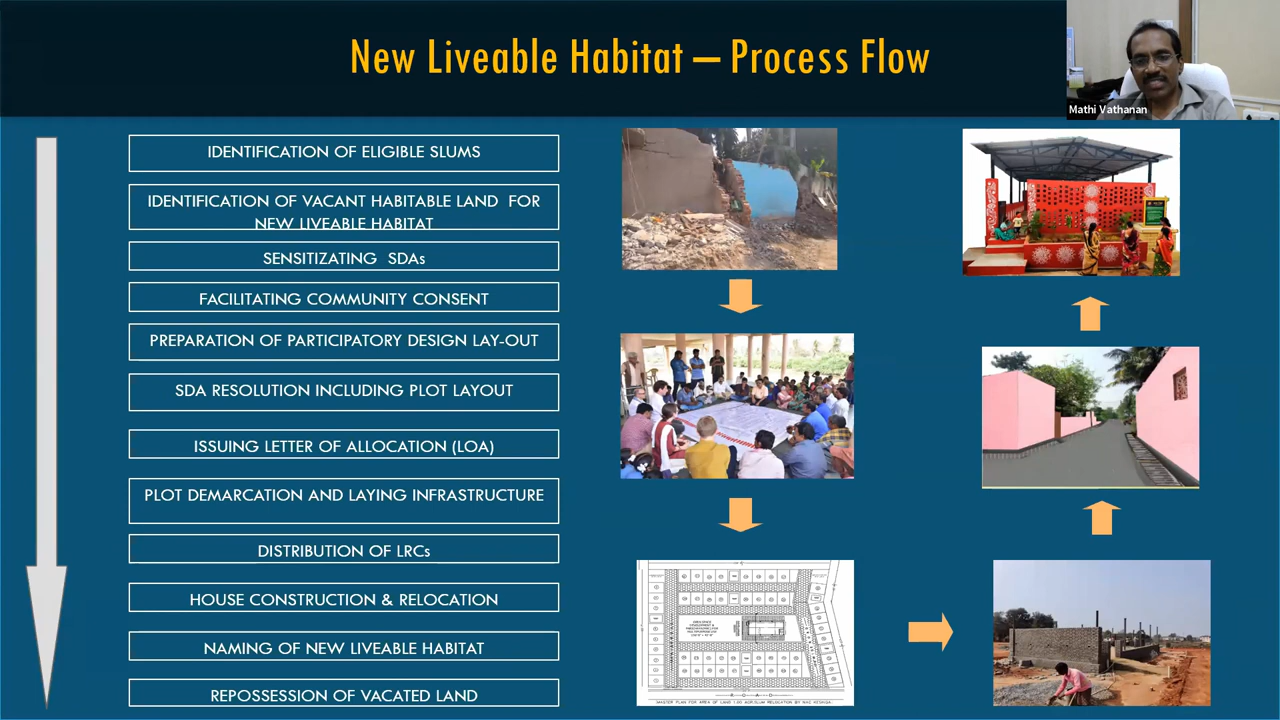 New Liveable Habitat – Process Flow
Mathi Vathanan
IDENTIFICATION OF ELIGIBLE SLUMS
IDENTIFICATION OF VACANT HABITABLE LAND FOR
NEW LIVEABLE HABITAT
SENSITIZATING SDAs
FACILITATING COMMUNITY CONSENT
PREPARATION OF PARTICIPATORY DESIGN LAY-OUT
SDA RESOLUTION INCLUDING PLOT LAYOUT
ISSUING LETTER OF ALLOCATION (LOA)
PLOT DEMARCATION AND LAYING INFRASTRUCTURE
DISTRIBUTION OF LRCs
HOUSE CONSTRUCTION & RELOCATION
NAMING OF NEW LIVEABLE HABITAT
REPOSSESSION OF VACATED LAND
R O A D